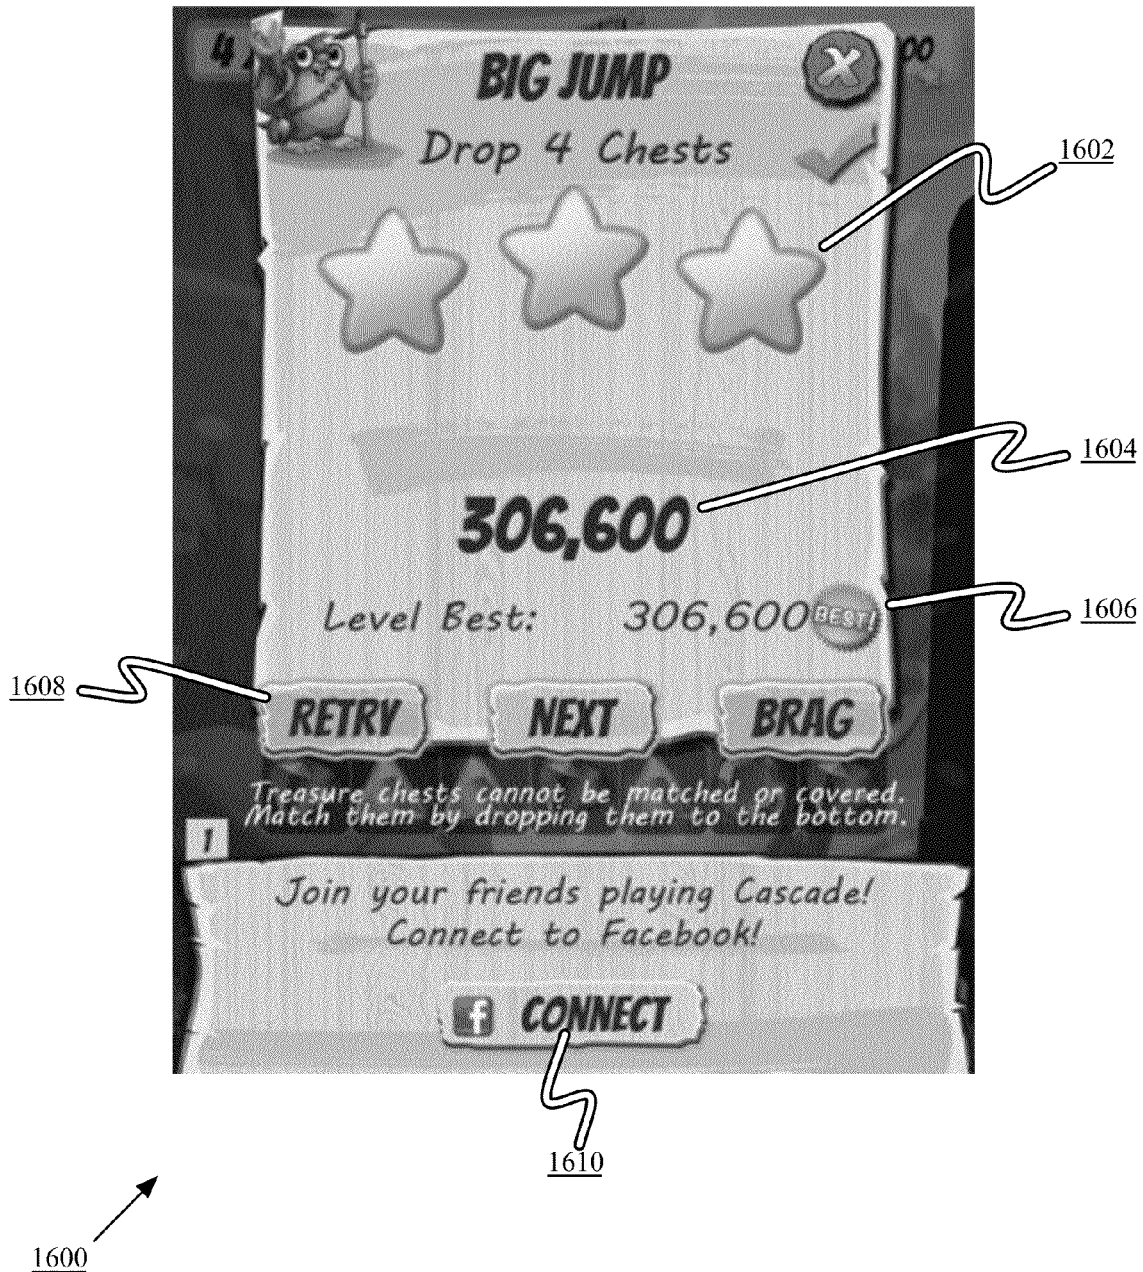 4
00
BIG JUMP
Drop 4 Chests
1602
1604
306,600
Level Best: 306,600 BEST!
1606
1608
RETRY NEXT BRAG
Treasure chests cannot be matched or covered.
Match them by dropping them to the bottom.
1
Join your friends playing Cascade!
Connect to Facebook!
f CONNECT
1610
1600